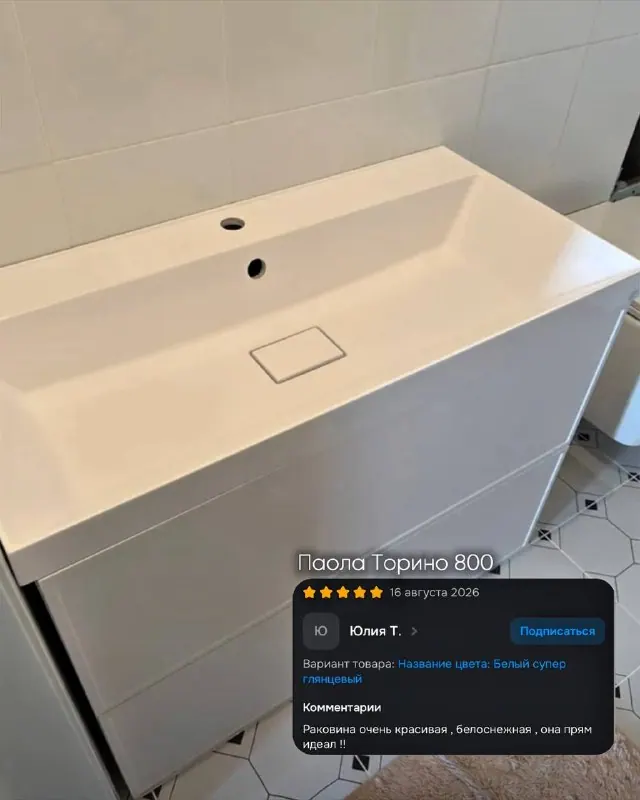 Паола Торино 800
16 августа 2026
Ю
Юлия Т.
Подписаться
Вариант товара: Название цвета: Белый супер
глянцевый
Комментарии
Раковина очень красивая , белоснежная , она прям
идеал !!